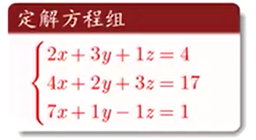 定解方程组
2x + 3y + 1z = 4
4x + 2y + 3z = 17
7x + 1y − 1z = 1